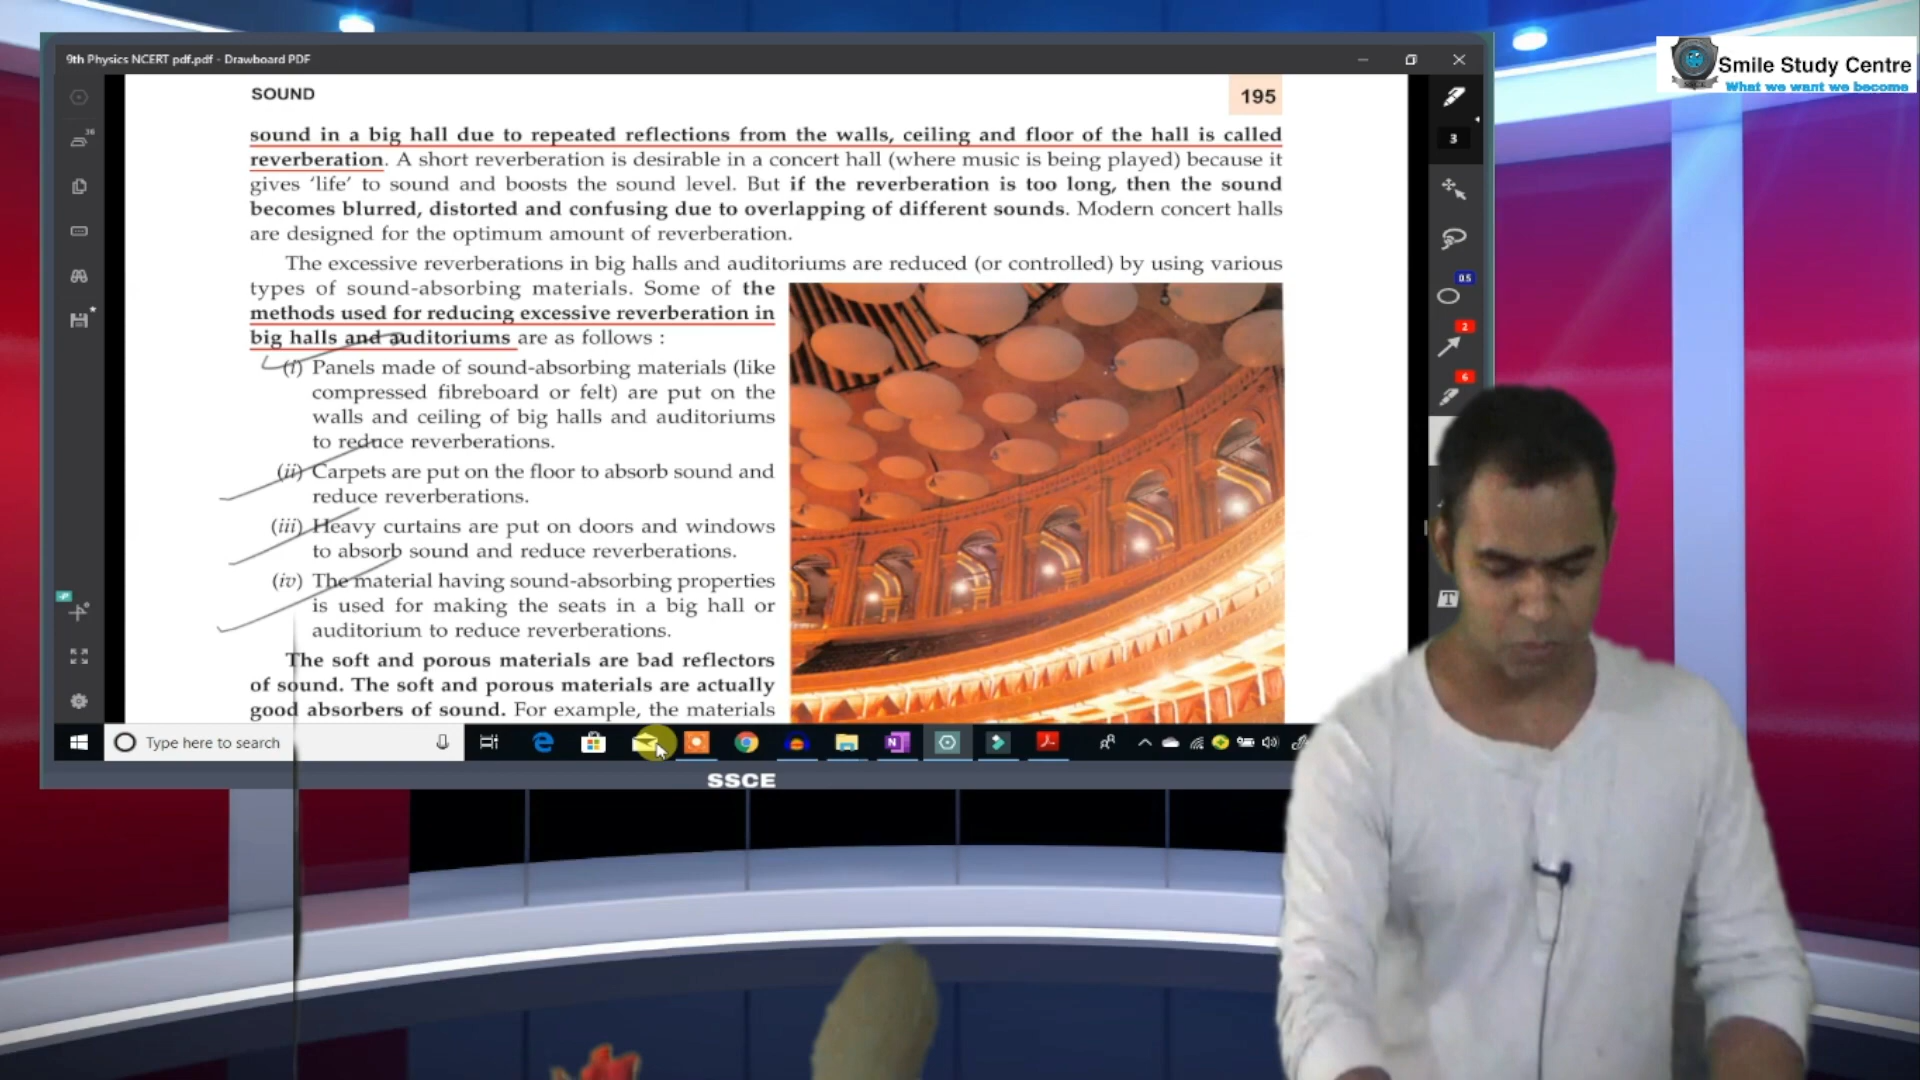 9th Physics NCERT pdf.pdf - Drawboard PDF
Smile Study Centre
What we want we become
SOUND
195
sound in a big hall due to repeated reflections from the walls, ceiling and floor of the hall is called
reverberation. A short reverberation is desirable in a concert hall (where music is being played) because it
gives 'life' to sound and boosts the sound level. But if the reverberation is too long, then the sound
becomes blurred, distorted and confusing due to overlapping of different sounds. Modern concert halls
are designed for the optimum amount of reverberation.
The excessive reverberations in big halls and auditoriums are reduced (or controlled) by using various
types of sound-absorbing materials. Some of the
methods used for reducing excessive reverberation in
big halls and auditoriums are as follows :
(i) Panels made of sound-absorbing materials (like
compressed fibreboard or felt) are put on the
walls and ceiling of big halls and auditoriums
to reduce reverberations.
(ii) Carpets are put on the floor to absorb sound and
reduce reverberations.
(iii) Heavy curtains are put on doors and windows
to absorb sound and reduce reverberations.
(iv) The material having sound-absorbing properties
is used for making the seats in a big hall or
auditorium to reduce reverberations.
The soft and porous materials are bad reflectors
of sound. The soft and porous materials are actually
good absorbers of sound. For example, the materials
36
3
0.5
2
6
T
Type here to search
N
SSCE